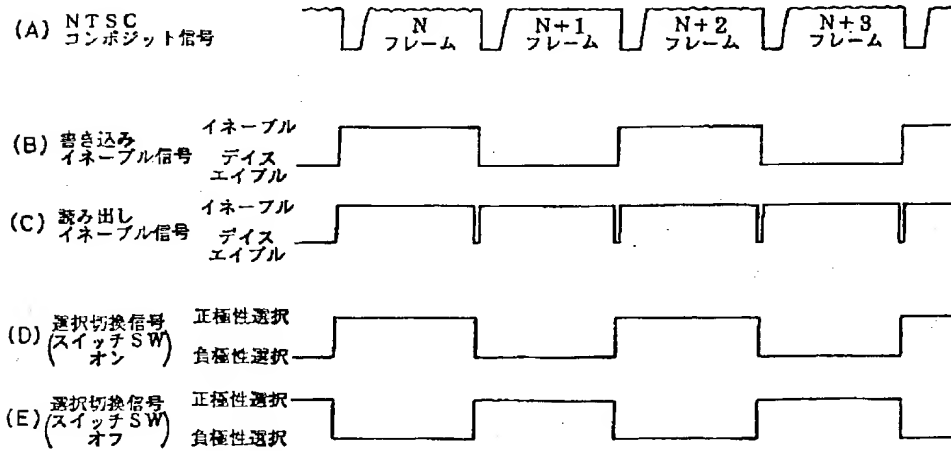 (A) NTSC
コンポジット信号
N
フレーム
N+1
フレーム
N+2
フレーム
N+3
フレーム
(B) 書き込み
イネーブル信号
イネーブル
デイス
エイブル
(C) 読み出し
イネーブル信号
イネーブル
デイス
エイブル
(D) 選択切換信号
(スイッチSW)
オン
正極性選択
負極性選択
(E) 選択切換信号
(スイッチSW)
オフ
正極性選択
負極性選択